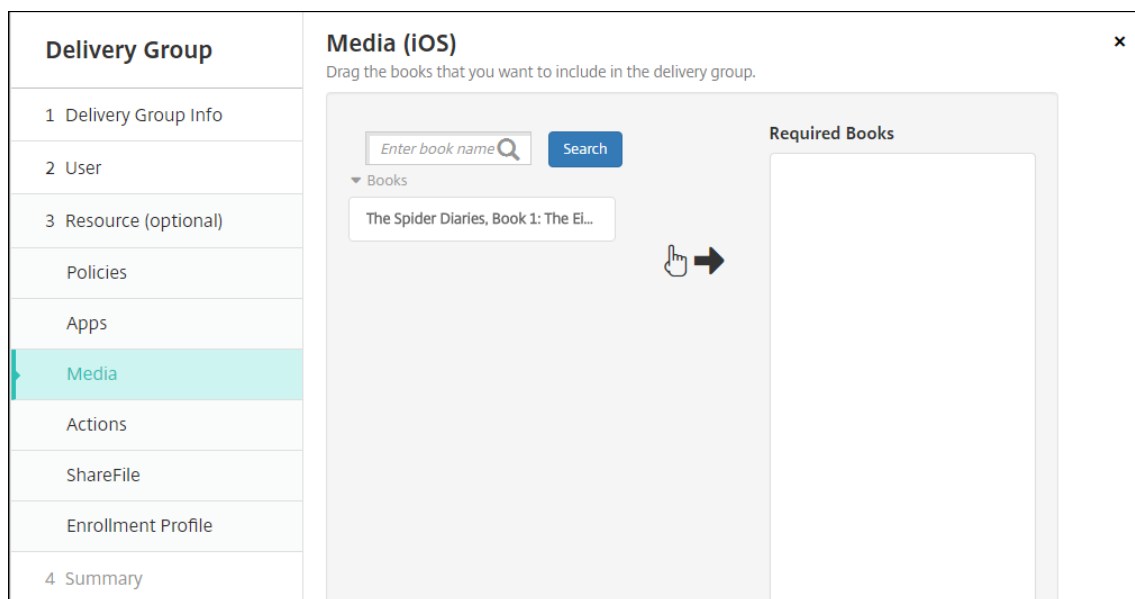 Delivery Group
1 Delivery Group Info
2 User
3 Resource (optional)
Policies
Apps
Media
Actions
ShareFile
Enrollment Profile
4 Summary
Media (iOS)
Drag the books that you want to include in the delivery group.
Enter book name
Search
Books
The Spider Diaries, Book 1: The Ei...
Required Books